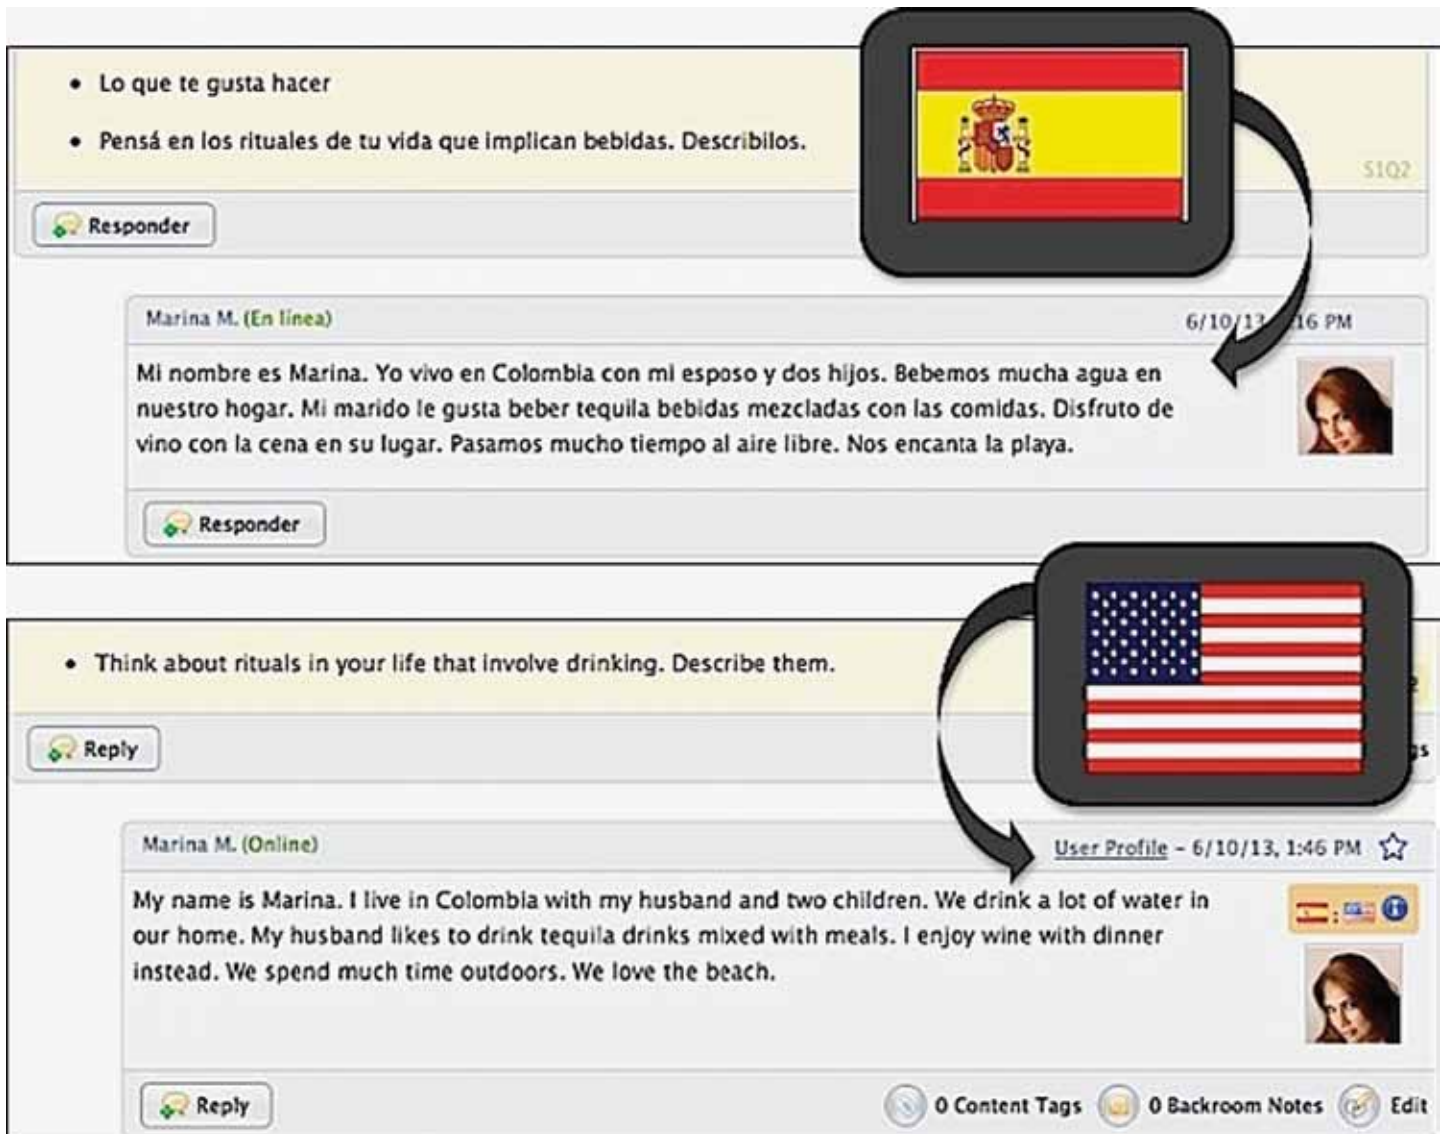 • Lo que te gusta hacer
• Pensá en los rituales de tu vida que implican bebidas. Describilos.
S1Q2
Responder
Marina M. (En línea)
6/10/13, 16 PM
Mi nombre es Marina. Yo vivo en Colombia con mi esposo y dos hijos. Bebemos mucha agua en
nuestro hogar. Mi marido le gusta beber tequila bebidas mezcladas con las comidas. Disfruto de
vino con la cena en su lugar. Pasamos mucho tiempo al aire libre. Nos encanta la playa.
Responder
• Think about rituals in your life that involve drinking. Describe them.
Reply
Marina M. (Online)
User Profile – 6/10/13, 1:46 PM
My name is Marina. I live in Colombia with my husband and two children. We drink a lot of water in
our home. My husband likes to drink tequila drinks mixed with meals. I enjoy wine with dinner
instead. We spend much time outdoors. We love the beach.
Reply
0 Content Tags
0 Backroom Notes
Edit